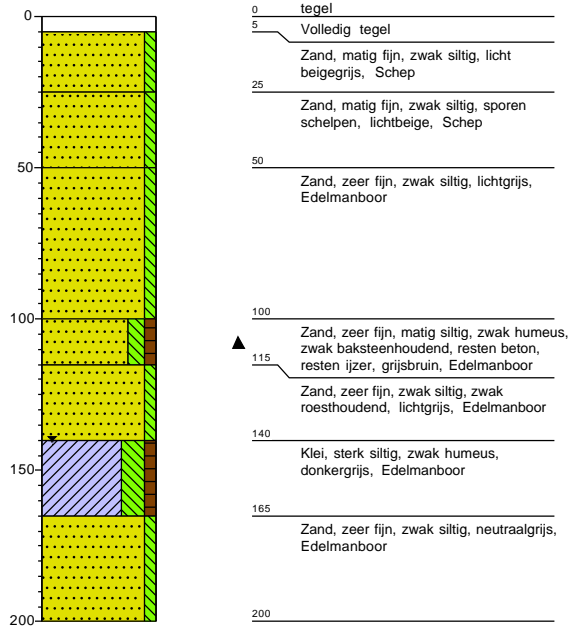 0
50
100
150
200
0
tegel
5
Volledig tegel
Zand, matig fijn, zwak siltig, licht
beigegrijs, Schep
25
Zand, matig fijn, zwak siltig, sporen
schelpen, lichtbeige, Schep
50
Zand, zeer fijn, zwak siltig, lichtgrijs,
Edelmanboor
100
Zand, zeer fijn, matig siltig, zwak humeus,
zwak baksteenhoudend, resten beton,
resten ijzer, grijsbruin, Edelmanboor
115
Zand, zeer fijn, zwak siltig, zwak
roesthoudend, lichtgrijs, Edelmanboor
140
Klei, sterk siltig, zwak humeus,
donkergrijs, Edelmanboor
165
Zand, zeer fijn, zwak siltig, neutraalgrijs,
Edelmanboor
200